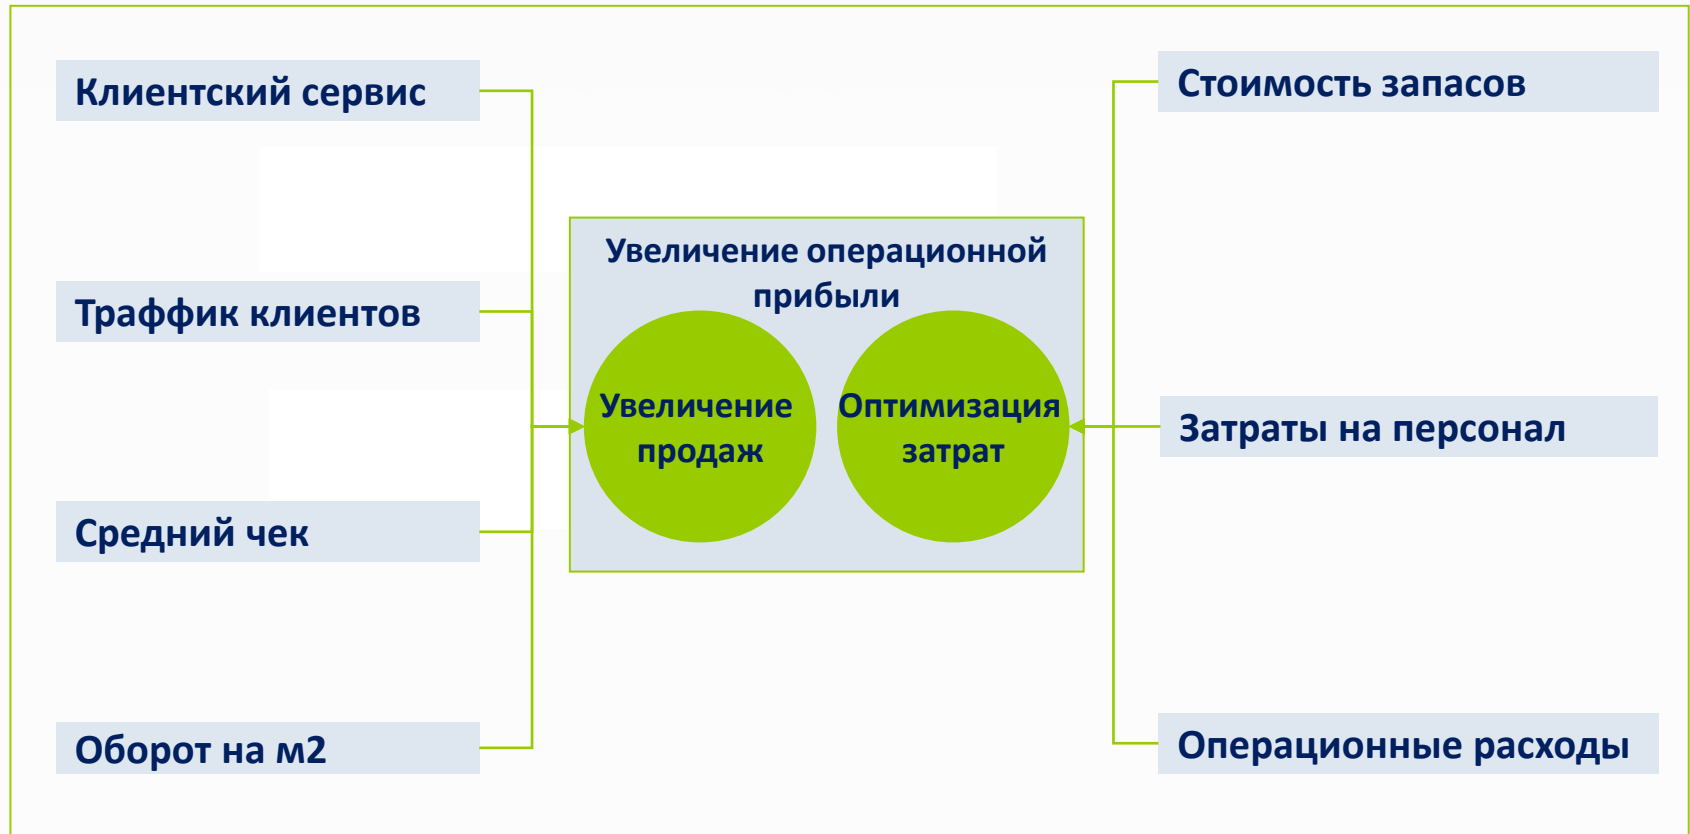 Клиентский сервис
Траффик клиентов
Средний чек
Оборот на м2
Увеличение операционной
прибыли
Увеличение
продаж
Оптимизация
затрат
Стоимость запасов
Затраты на персонал
Операционные расходы